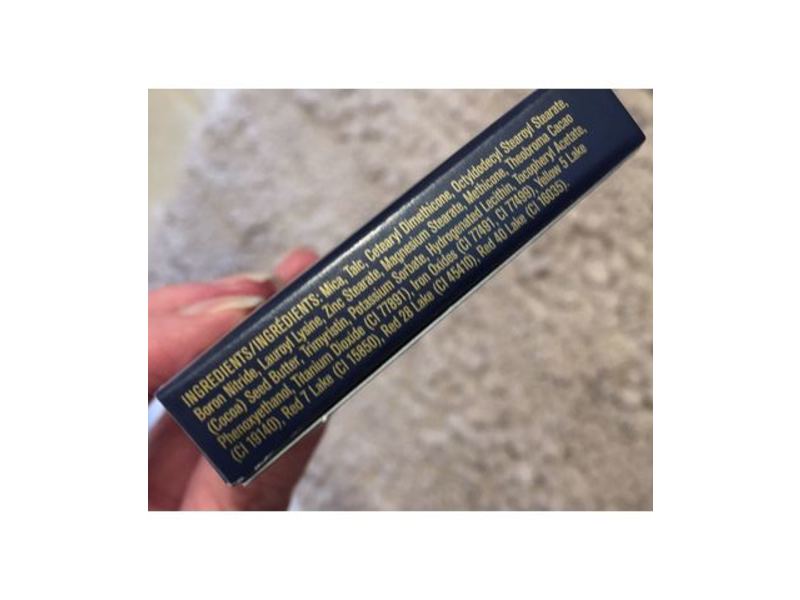 INGREDIENTS/INGRÉDIENTS: Mica, Talc, Cetearyl Dimethicone, Octyldodecyl Stearoyl Stearate,
Boron Nitride, Lauroyl Lysine, Zinc Stearate, Magnesium Stearate, Methicone, Theobroma Cacao
(Cocoa) Seed Butter, Trimyristin, Potassium Sorbate, Hydrogenated Lecithin, Tocopheryl Acetate,
Phenoxyethanol, Titanium Dioxide (CI 77891), Iron Oxides (CI 77491, CI 77499), Yellow 5 Lake
(CI 19140), Red 7 Lake (CI 15850), Red 28 Lake (CI 45410), Red 40 Lake (CI 16035).